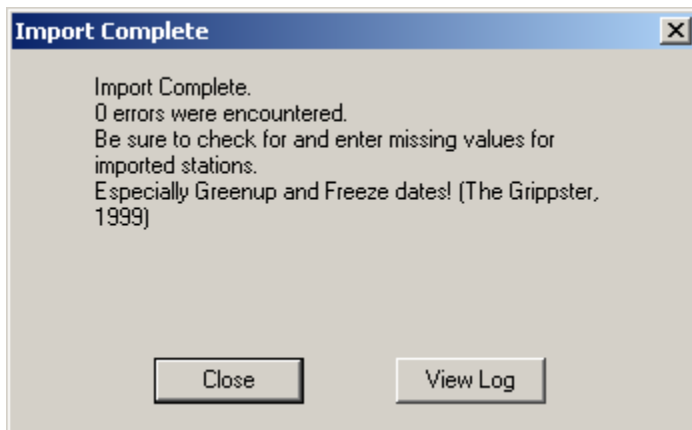 Import Complete
Import Complete.
0 errors were encountered.
Be sure to check for and enter missing values for
imported stations.
Especially Greenup and Freeze dates! (The Grippster,
1999)
Close
View Log